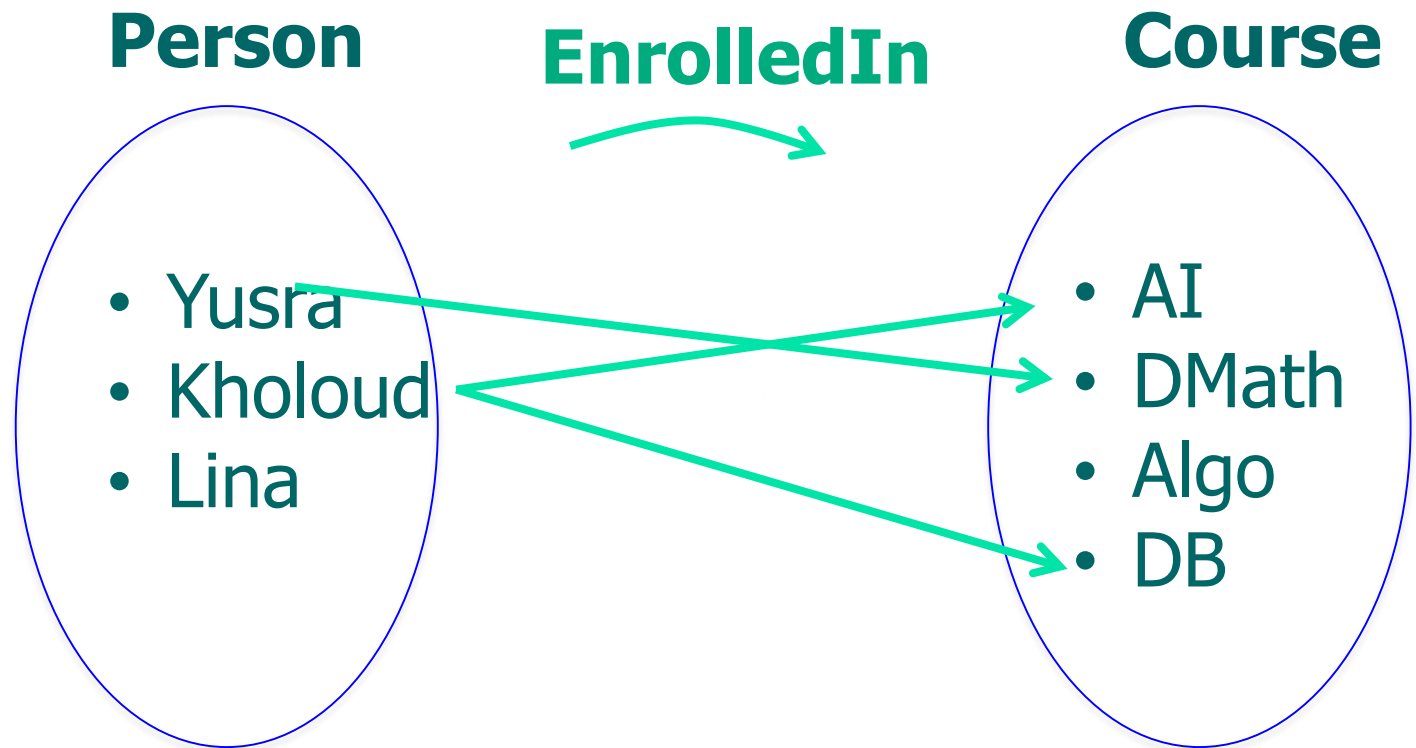 Person
EnrolledIn
Course
• Yusra
• Kholoud
• Lina
• AI
• DMath
• Algo
• DB